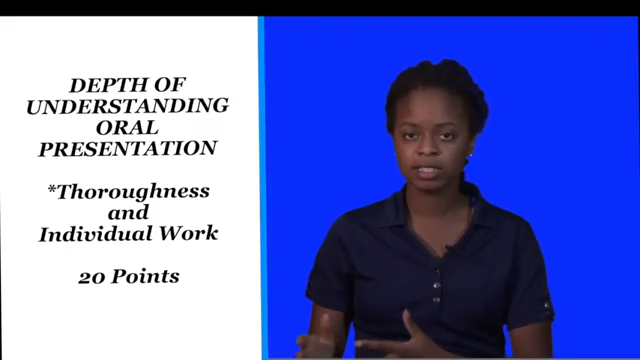 DEPTH OF
UNDERSTANDING
ORAL
PRESENTATION
*Thoroughness
and
Individual Work
20 Points